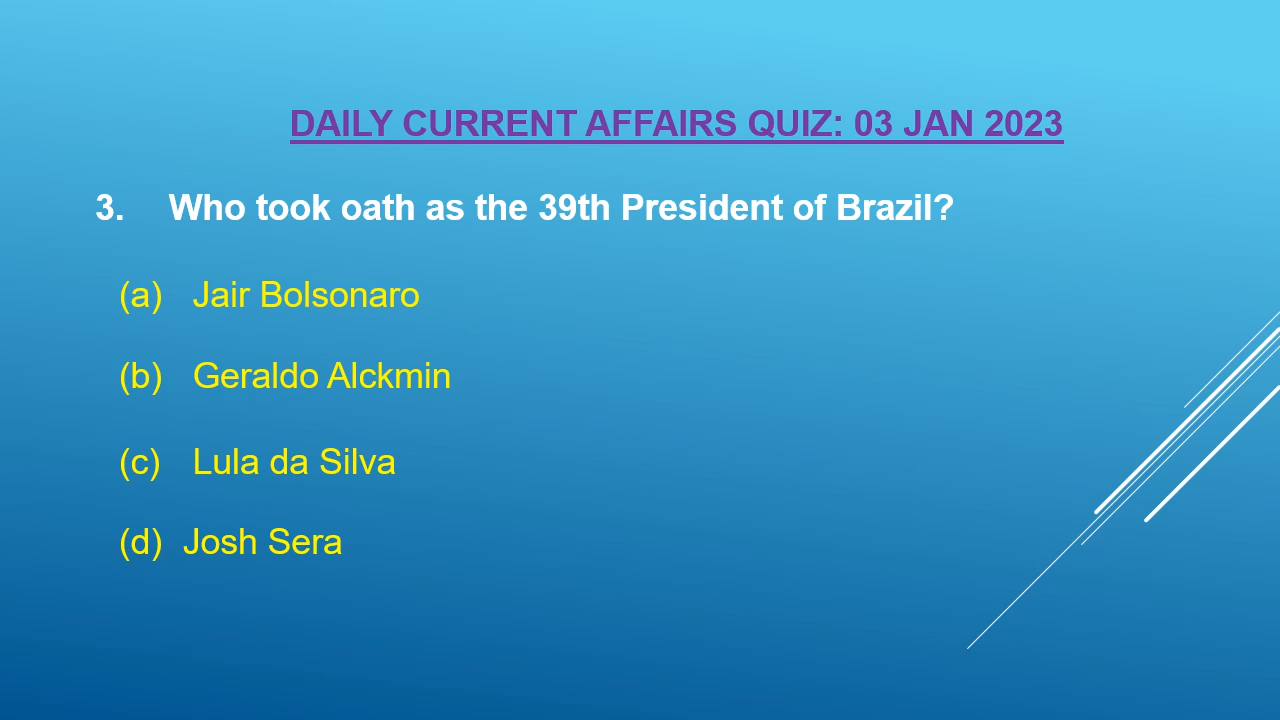 DAILY CURRENT AFFAIRS QUIZ: 03 JAN 2023
3. Who took oath as the 39th President of Brazil?
(a) Jair Bolsonaro
(b) Geraldo Alckmin
(c) Lula da Silva
(d) Josh Sera